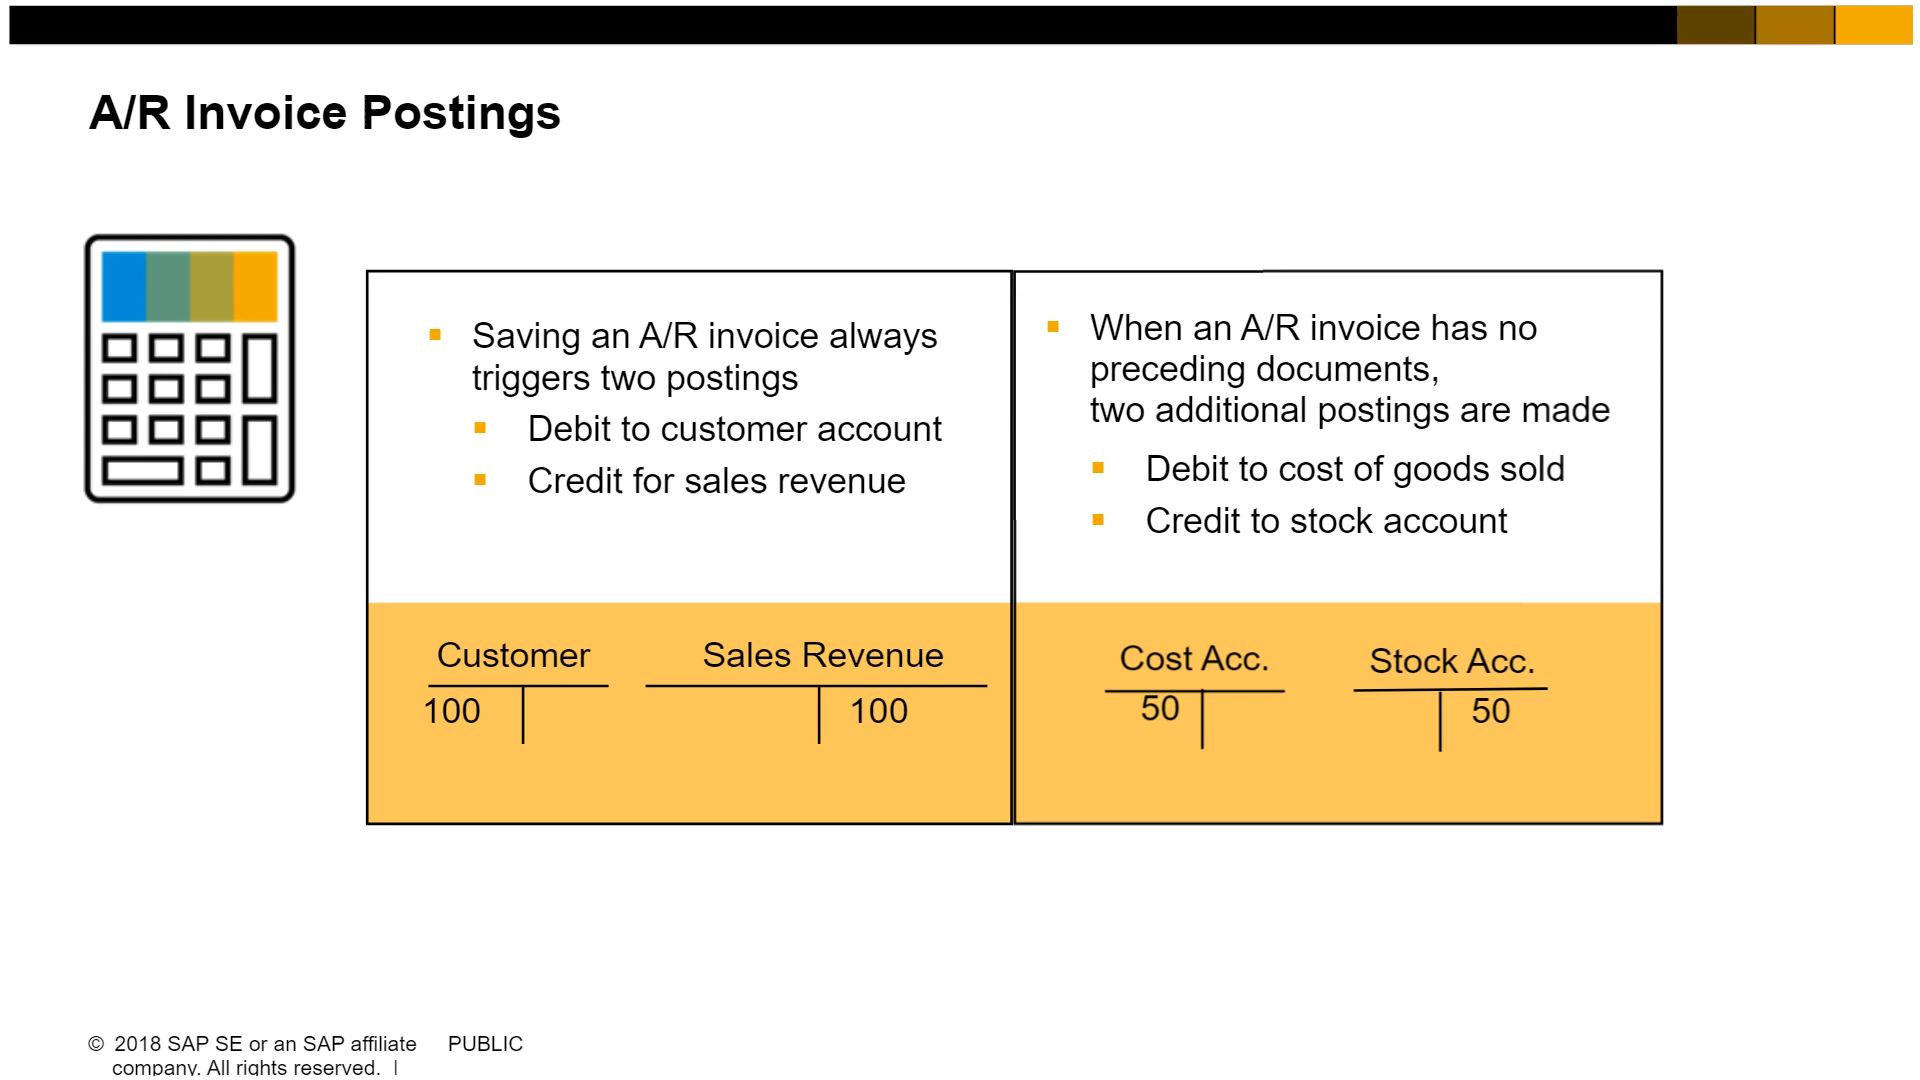 A/R Invoice Postings
Saving an A/R invoice always
triggers two postings
Debit to customer account
Credit for sales revenue
When an A/R invoice has no
preceding documents,
two additional postings are made
Debit to cost of goods sold
Credit to stock account
Customer
100
Sales Revenue
100
Cost Acc.
50
Stock Acc.
50
© 2018 SAP SE or an SAP affiliate PUBLIC
company. All rights reserved. |